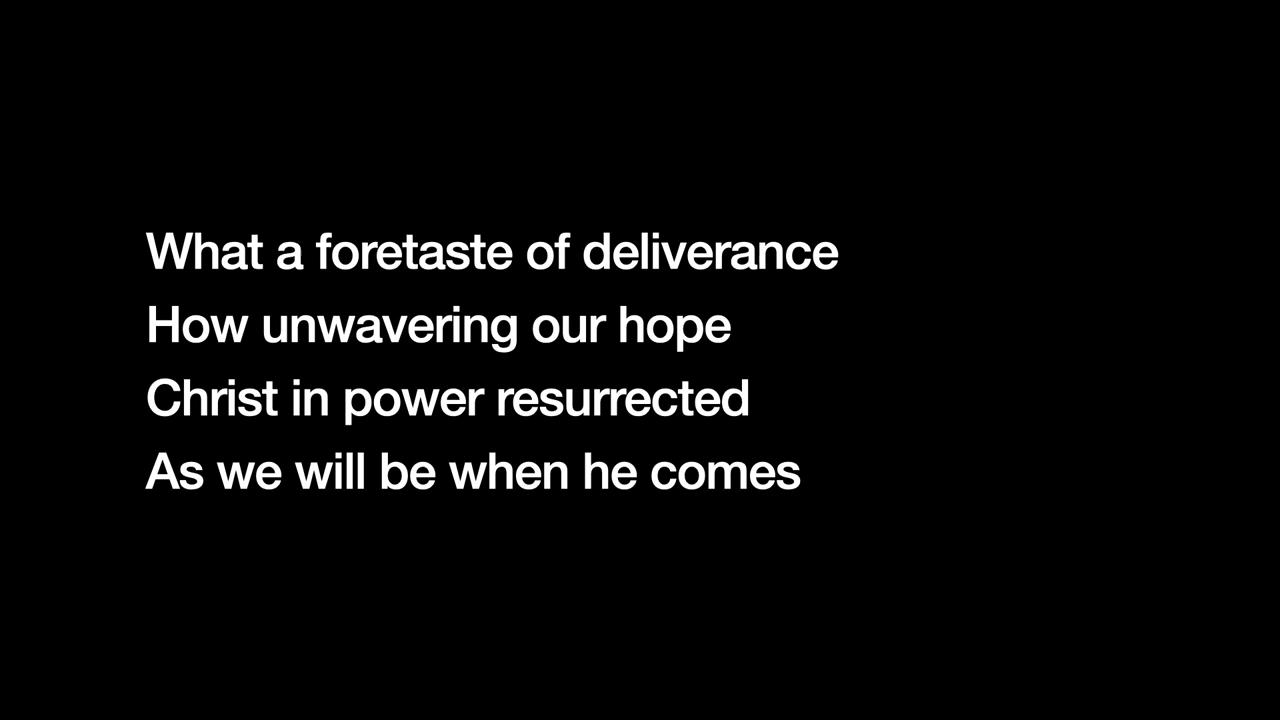 What a foretaste of deliverance
How unwavering our hope
Christ in power resurrected
As we will be when he comes